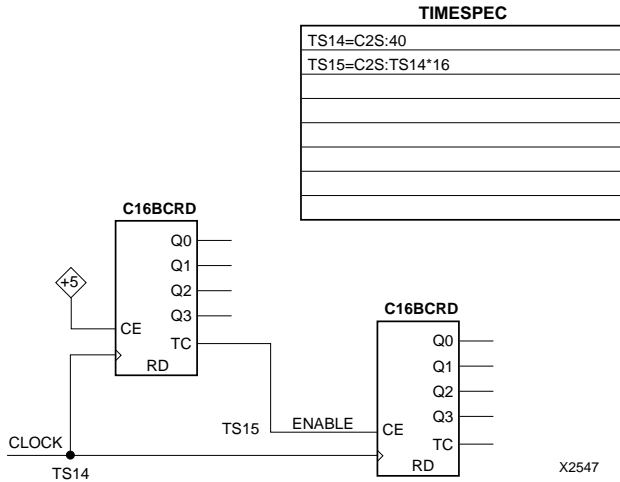 TIMESPEC
TS14=C2S:40
TS15=C2S:TS14*16
C16BCRD
Q0
Q1
Q2
Q3
TC
CE
RD
+5
C16BCRD
Q0
Q1
Q2
Q3
TC
CE
RD
TS15
ENABLE
CLOCK
TS14
X2547